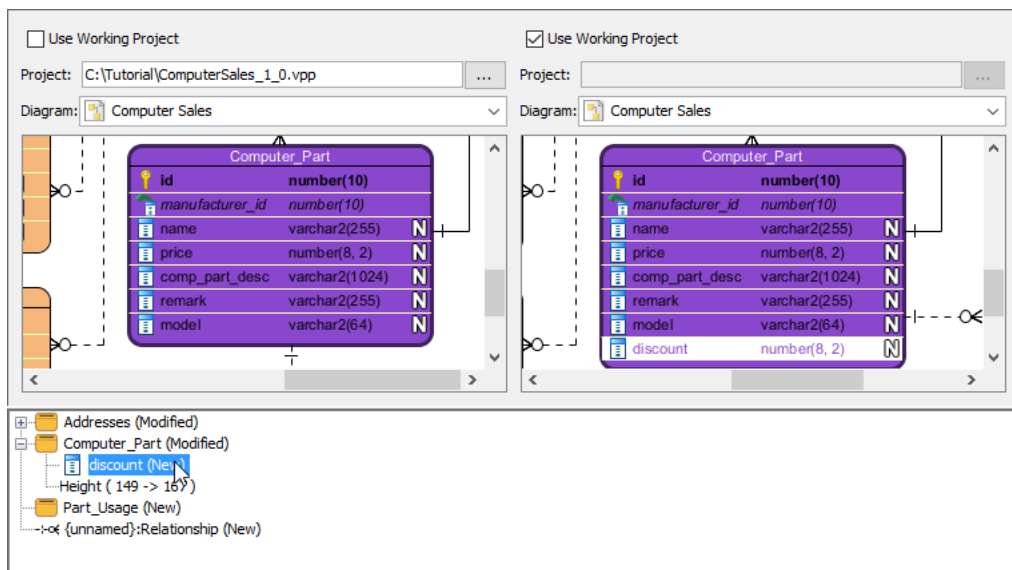 Use Working Project
Project: C:\Tutorial\ComputerSales_1_0.vpp ...
Diagram: Computer Sales
Computer_Part
id number(10)
manufacturer_id number(10)
name varchar2(255) N
price number(8, 2) N
comp_part_desc varchar2(1024) N
remark varchar2(255) N
model varchar2(64) N
Use Working Project
Project: ...
Diagram: Computer Sales
Computer_Part
id number(10)
manufacturer_id number(10)
name varchar2(255) N
price number(8, 2) N
comp_part_desc varchar2(1024) N
remark varchar2(255) N
model varchar2(64) N
discount number(8, 2) N
Addresses (Modified)
Computer_Part (Modified)
discount (New)
Height ( 149 -> 167 )
Part_Usage (New)
{unnamed}:Relationship (New)